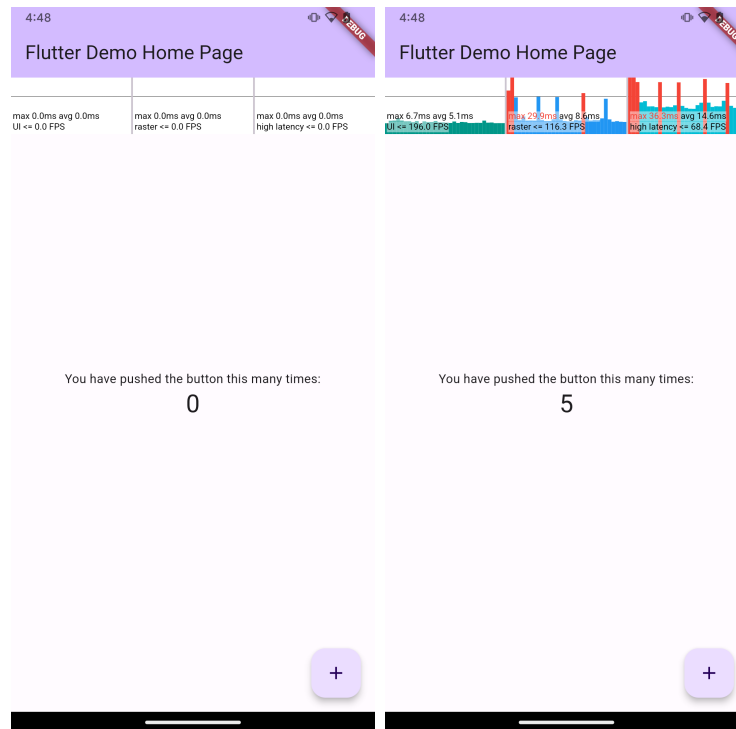 4:48
DEBUG
Flutter Demo Home Page
max 0.0ms avg 0.0ms
UI <= 0.0 FPS
max 0.0ms avg 0.0ms
raster <= 0.0 FPS
max 0.0ms avg 0.0ms
high latency <= 0.0 FPS
You have pushed the button this many times:
0
+
4:48
DEBUG
Flutter Demo Home Page
max 6.7ms avg 5.1ms
UI <= 196.0 FPS
max 29.9ms avg 8.6ms
raster <= 116.3 FPS
max 36.3ms avg 14.6ms
high latency <= 68.4 FPS
You have pushed the button this many times:
5
+